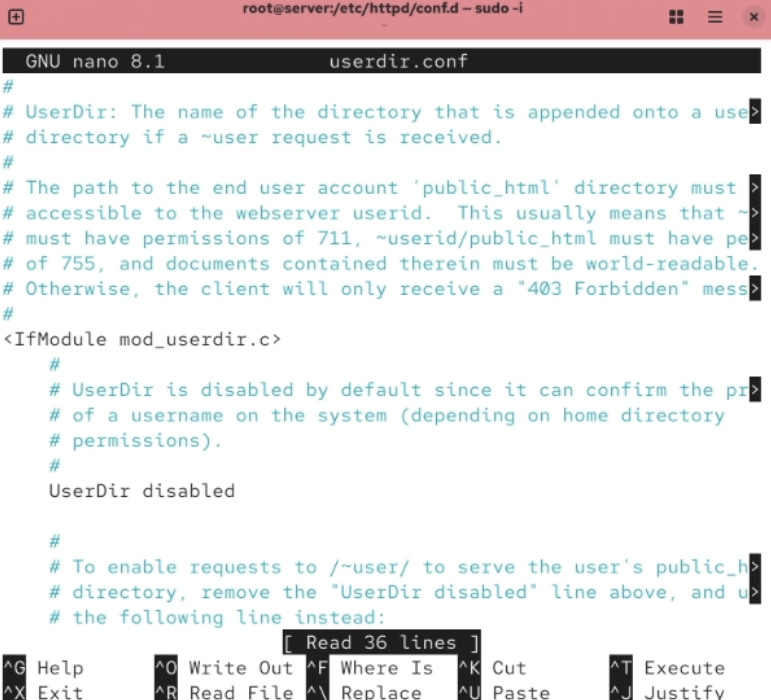 root@server:/etc/httpd/conf.d — sudo -i
GNU nano 8.1 userdir.conf
#
# UserDir: The name of the directory that is appended onto a use>
# directory if a ~user request is received.
#
# The path to the end user account 'public_html' directory must >
# accessible to the webserver userid.  This usually means that ~>
# must have permissions of 711, ~userid/public_html must have pe>
# of 755, and documents contained therein must be world-readable.
# Otherwise, the client will only receive a "403 Forbidden" mess>
#
<IfModule mod_userdir.c>
    #
    # UserDir is disabled by default since it can confirm the pr>
    # of a username on the system (depending on home directory
    # permissions).
    #
    UserDir disabled
    #
    # To enable requests to /~user/ to serve the user's public_h>
    # directory, remove the "UserDir disabled" line above, and u>
    # the following line instead:
[ Read 36 lines ]
^G Help ^O Write Out ^F Where Is ^K Cut ^T Execute
^X Exit ^R Read File ^\ Replace ^U Paste ^J Justify